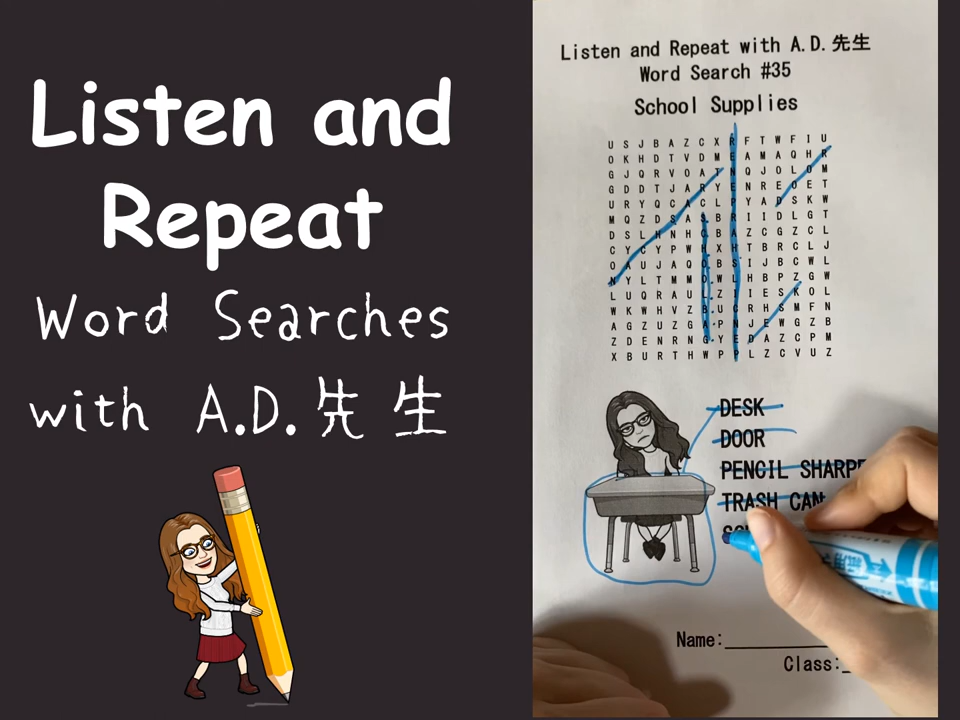 Listen and
Repeat
Word Searches
with A.D.先生
Listen and Repeat with A.D.先生
Word Search #35
School Supplies
U S J B A Z C X R F T W F I U
O K H D T V D M E A M A Q H R
G J Q R V O A T N Q J O L O M
G D D T J A R Y E N R E O E T
U R Y Q C A C L P Y A D S K W
M Q Z D S A S B R I I D L G T
D S L H N H C B A Z C G Z C L
C Y C Y P W H X H T B R C L J
O A U J A Q O B S I J B C W L
N Y L T M M O W L H B P Z G W
L U Q R A U L Z I I E S K O L
W K W H V Z B U C R H S M F N
A G Z U Z G A P N J E W G Z B
Z D E N R N G Y E D A Z C P M
X B U R T H W P P L Z C V U Z
DESK
DOOR
PENCIL SHARPE
TRASH CAN
Name:
Class: